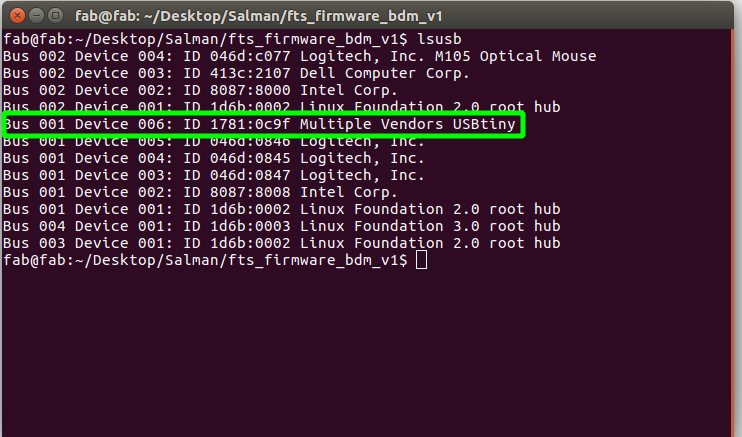 fab@fab: ~/Desktop/Salman/fts_firmware_bdm_v1
fab@fab:~/Desktop/Salman/fts_firmware_bdm_v1$ lsusb
Bus 002 Device 004: ID 046d:c077 Logitech, Inc. M105 Optical Mouse
Bus 002 Device 003: ID 413c:2107 Dell Computer Corp.
Bus 002 Device 002: ID 8087:8000 Intel Corp.
Bus 002 Device 001: ID 1d6b:0002 Linux Foundation 2.0 root hub
Bus 001 Device 006: ID 1781:0c9f Multiple Vendors USBtiny
Bus 001 Device 005: ID 046d:0846 Logitech, Inc.
Bus 001 Device 004: ID 046d:0845 Logitech, Inc.
Bus 001 Device 003: ID 046d:0847 Logitech, Inc.
Bus 001 Device 002: ID 8087:8008 Intel Corp.
Bus 001 Device 001: ID 1d6b:0002 Linux Foundation 2.0 root hub
Bus 004 Device 001: ID 1d6b:0003 Linux Foundation 3.0 root hub
Bus 003 Device 001: ID 1d6b:0002 Linux Foundation 2.0 root hub
fab@fab:~/Desktop/Salman/fts_firmware_bdm_v1$